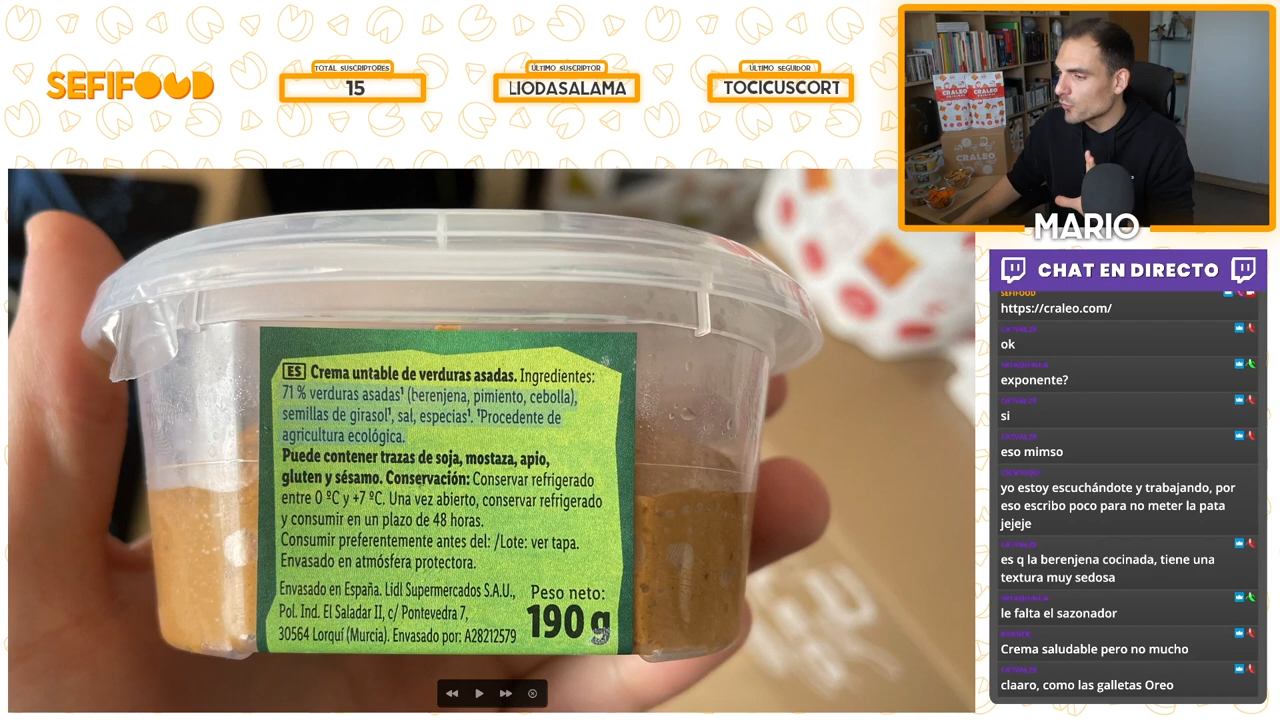 SEFIFOOD
TOTAL SUSCRIPTORES
15
ÚLTIMO SUSCRIPTOR
LIODASALAMA
ÚLTIMO SEGUIDOR
TOCICUSCORT
CRALEO
CRALEO
CRALEO
MARIO
ES Crema untable de verduras asadas. Ingredientes:
71 % verduras asadas¹ (berenjena, pimiento, cebolla),
semillas de girasol¹, sal, especias¹. ¹Procedente de
agricultura ecológica.
Puede contener trazas de soja, mostaza, apio,
gluten y sésamo. Conservación: Conservar refrigerado
entre 0 ºC y +7 ºC. Una vez abierto, conservar refrigerado
y consumir en un plazo de 48 horas.
Consumir preferentemente antes del: /Lote: ver tapa.
Envasado en atmósfera protectora.
Envasado en España. Lidl Supermercados S.A.U.,
Pol. Ind. El Saladar II, c/ Pontevedra 7,
30564 Lorquí (Murcia). Envasado por: A28212579
Peso neto:
190 g
CHAT EN DIRECTO
SEFIFOOD
https://craleo.com/
ok
exponente?
si
eso mimso
yo estoy escuchándote y trabajando, por
eso escribo poco para no meter la pata
jejeje
es q la berenjena cocinada, tiene una
textura muy sedosa
le falta el sazonador
Crema saludable pero no mucho
claaro, como las galletas Oreo